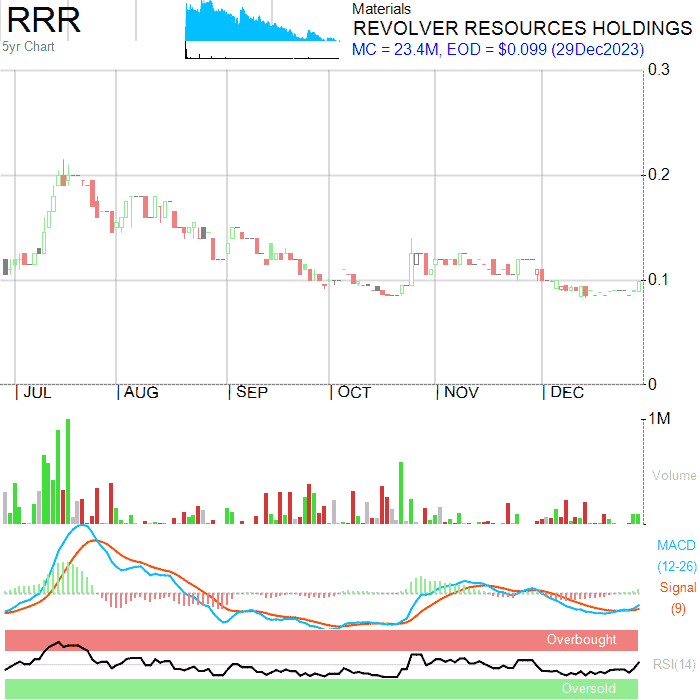 RRR
5yr Chart
Materials
REVOLVER RESOURCES HOLDINGS
MC = 23.4M, EOD = $0.099 (29Dec2023)
0.3
0.2
0.1
0
JUL AUG SEP OCT NOV DEC
1M
Volume
MACD
(12-26)
Signal
(9)
Overbought
RSI(14)
Oversold